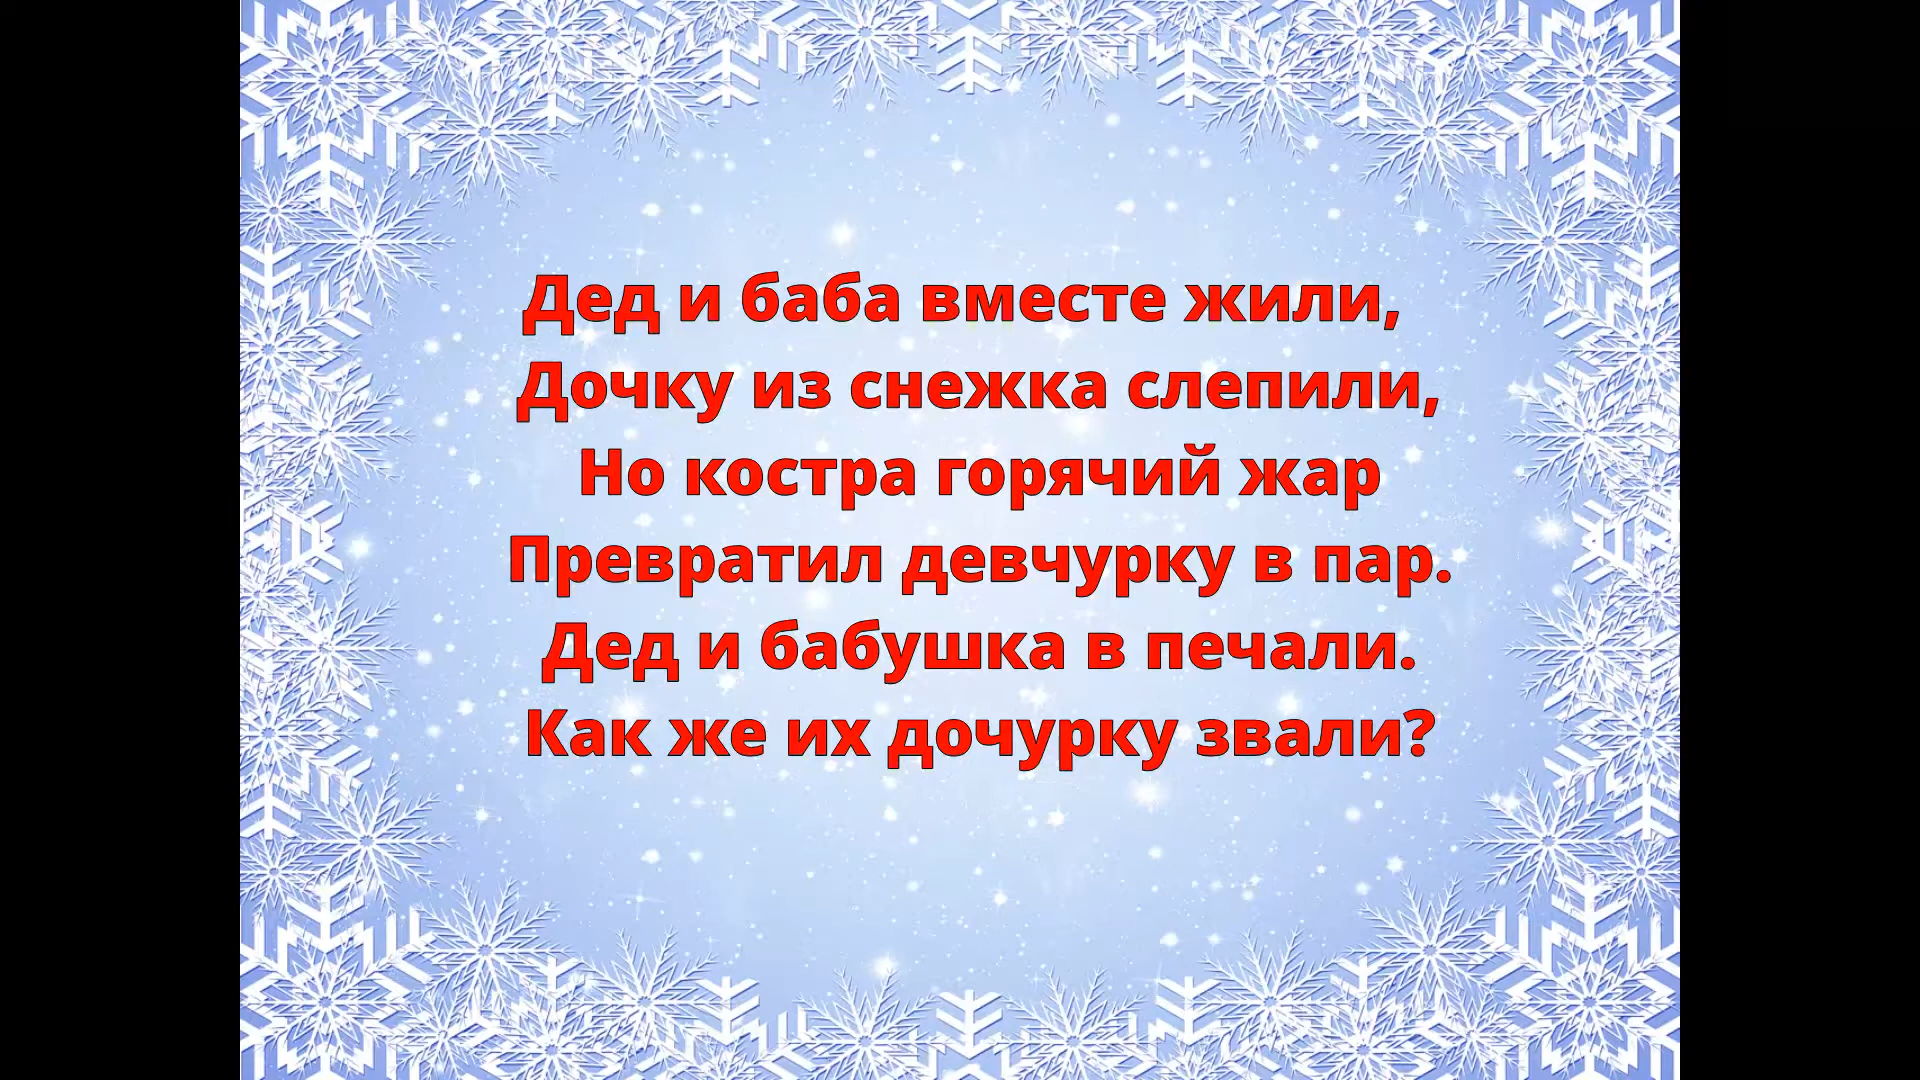 Дед и баба вместе жили,
Дочку из снежка слепили,
Но костра горячий жар
Превратил девчурку в пар.
Дед и бабушка в печали.
Как же их дочурку звали?